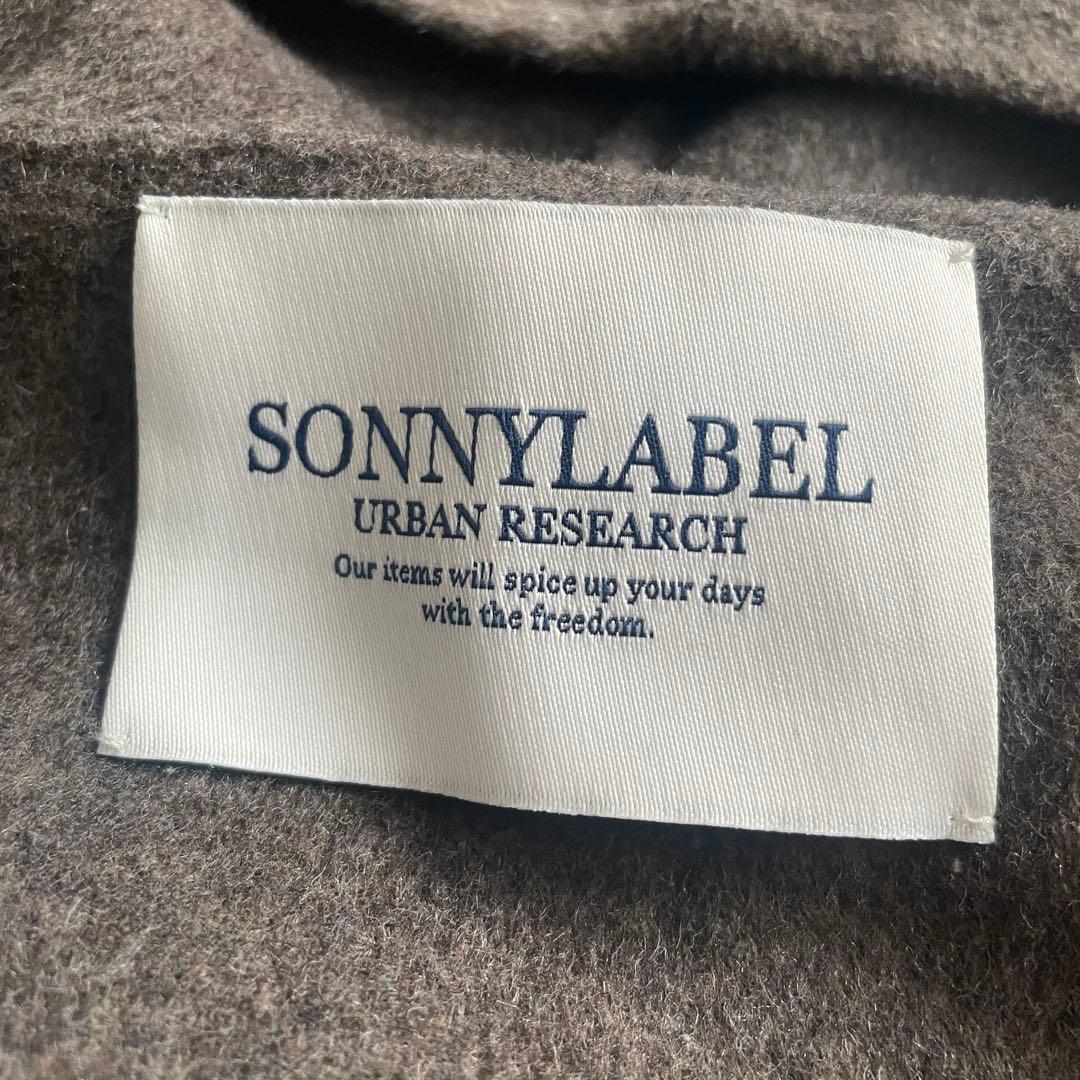 SONNYLABEL
URBAN RESEARCH
Our items will spice up your days
with the freedom.